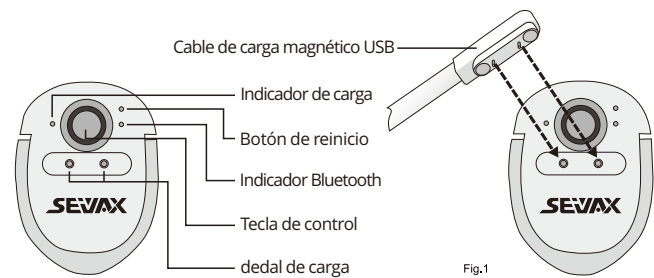 Cable de carga magnético USB
Indicador de carga
Botón de reinicio
Indicador Bluetooth
Tecla de control
dedal de carga
SEVAX
SEVAX
Fig.1